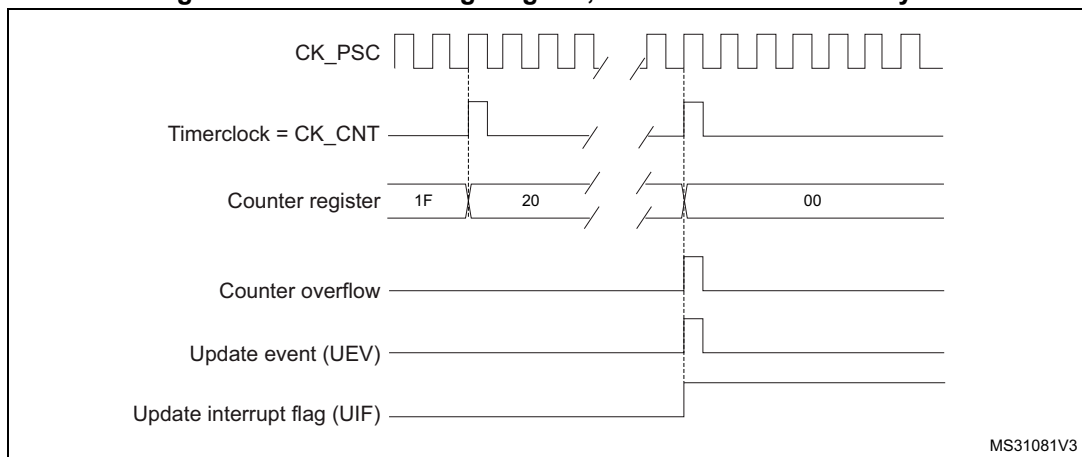 CK_PSC
Timerclock = CK_CNT
Counter register 1F 20 00
Counter overflow
Update event (UEV)
Update interrupt flag (UIF)
MS31081V3